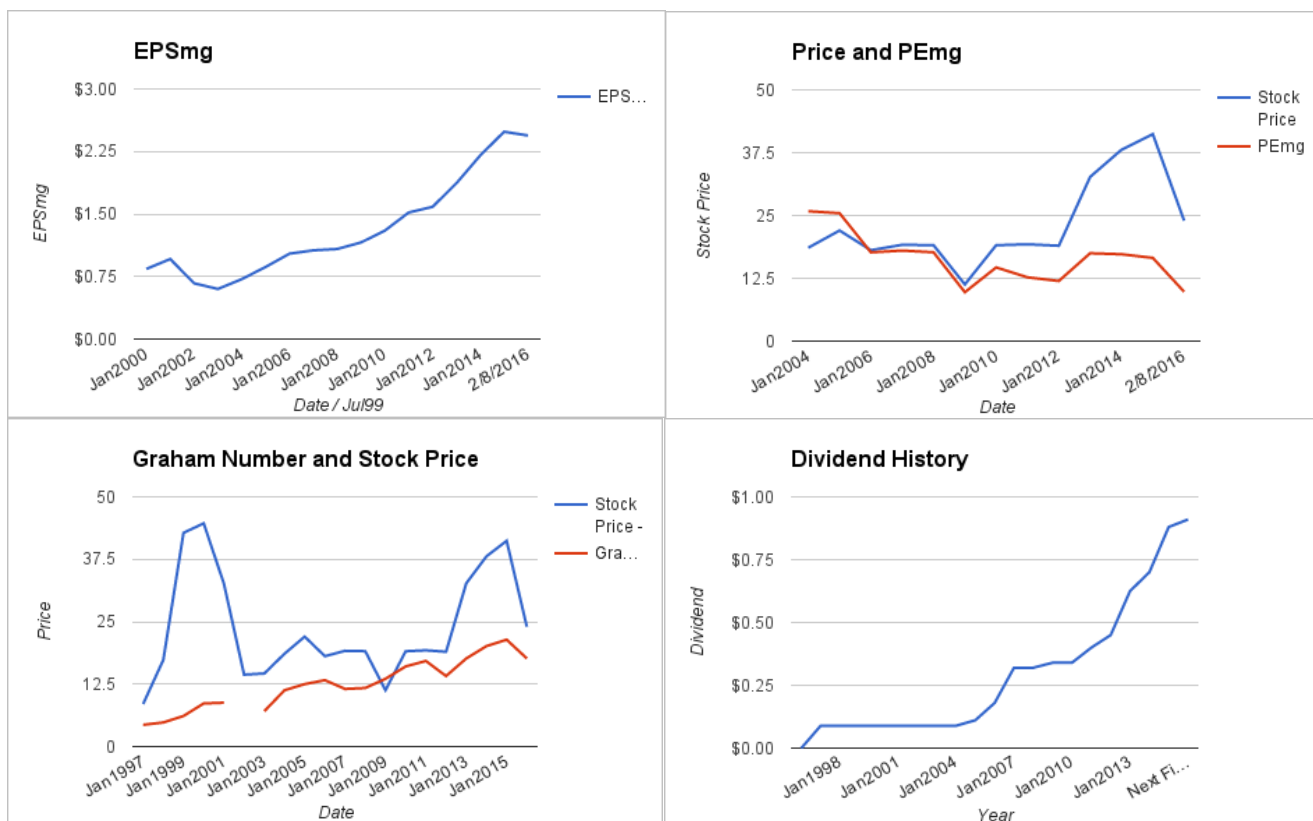 EPSmg
$3.00
$2.25
$1.50
$0.75
$0.00
EPSmg
Jan2000
Jan2002
Jan2004
Jan2006
Jan2008
Jan2010
Jan2012
Jan2014
2/8/2016
Date / Jul99
EPS...
Price and PEmg
50
37.5
25
12.5
0
Stock Price
Jan2004
Jan2006
Jan2008
Jan2010
Jan2012
Jan2014
2/8/2016
Date
Stock
Price
PEmg
Graham Number and Stock Price
50
37.5
25
12.5
0
Price
Jan1997
Jan1999
Jan2001
Jan2003
Jan2005
Jan2007
Jan2009
Jan2011
Jan2013
Jan2015
Date
Stock
Price -
Gra...
Dividend History
$1.00
$0.75
$0.50
$0.25
$0.00
Dividend
Jan1998
Jan2001
Jan2004
Jan2007
Jan2010
Jan2013
Next Fi...
Year